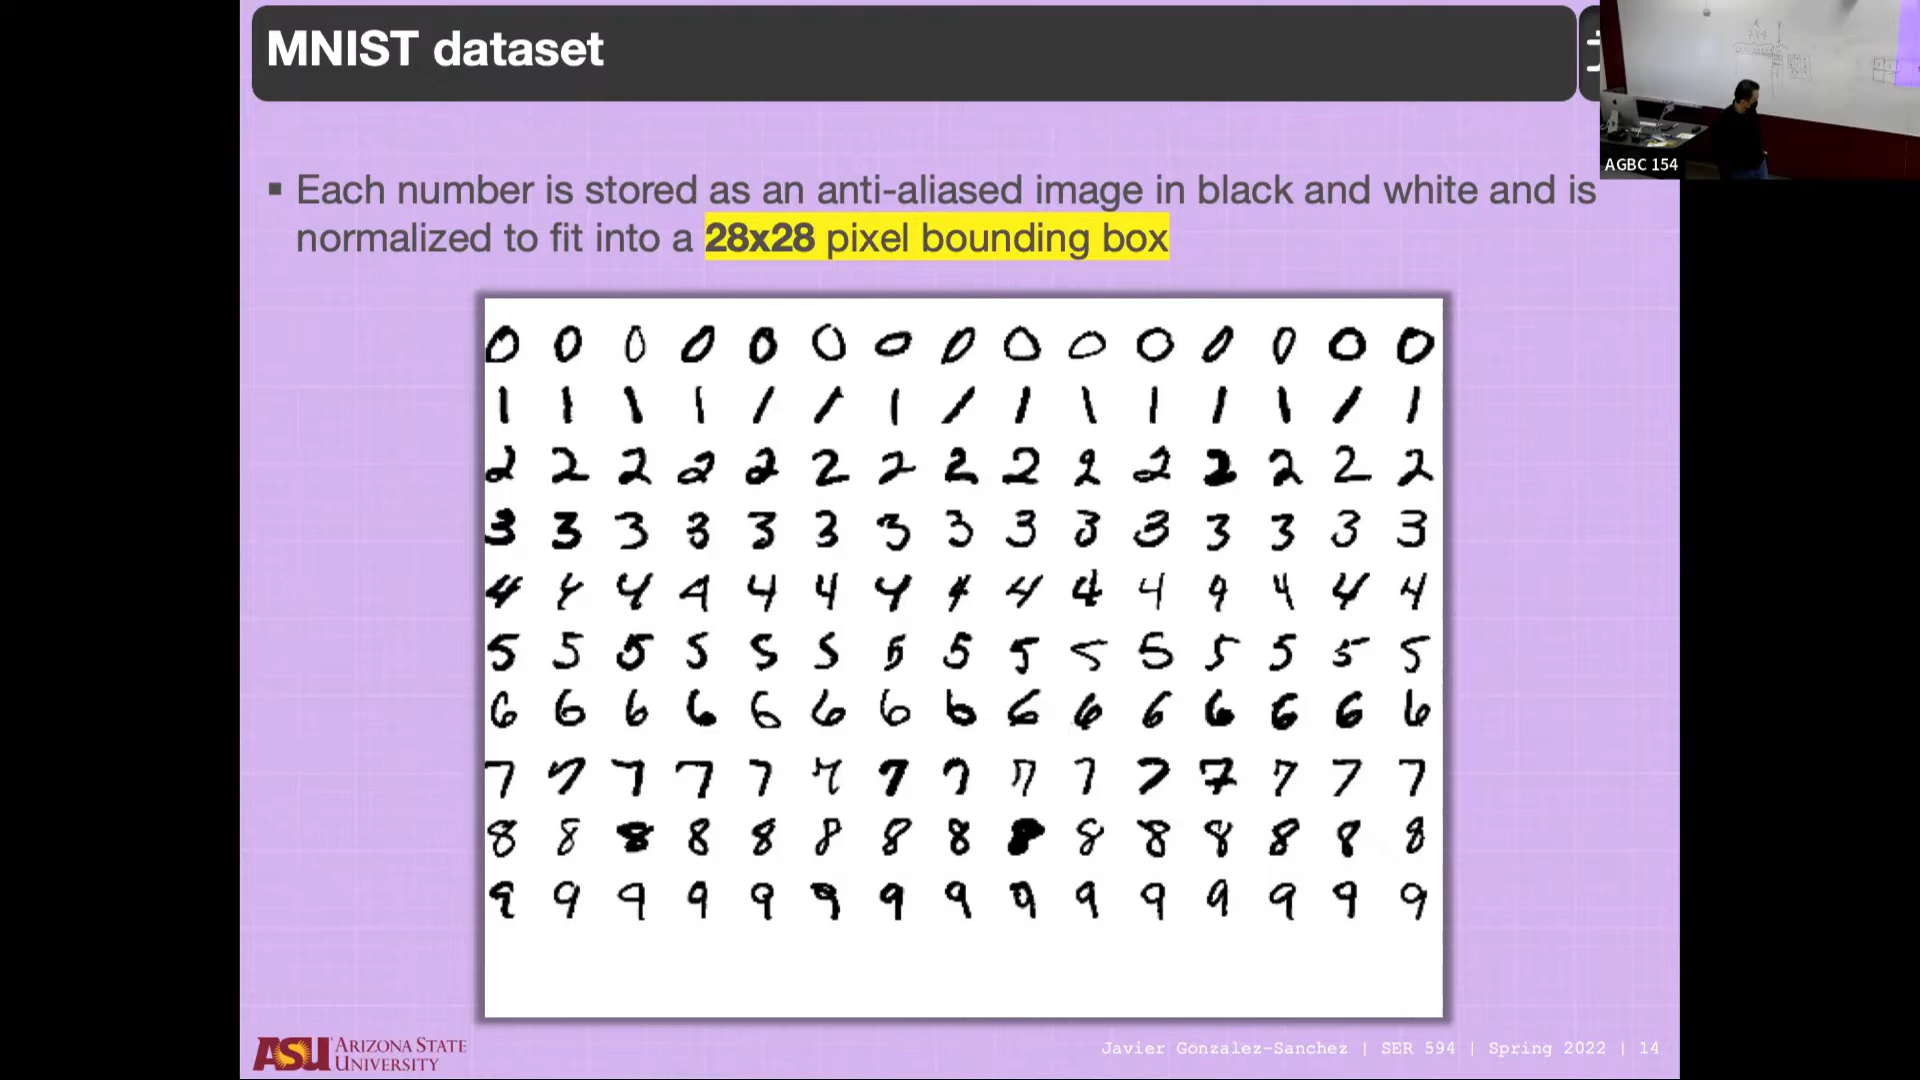 MNIST dataset
AGBC 154
▪ Each number is stored as an anti-aliased image in black and white and is
normalized to fit into a 28x28 pixel bounding box
0 0 0 0 0 0 0 0 0 0 0 0 0 0 0
1 1 1 1 1 1 1 1 1 1 1 1 1 1 1
2 2 2 2 2 2 2 2 2 2 2 2 2 2 2
3 3 3 3 3 3 3 3 3 3 3 3 3 3 3
4 4 4 4 4 4 4 4 4 4 4 4 4 4 4
5 5 5 5 5 5 5 5 5 5 5 5 5 5 5
6 6 6 6 6 6 6 6 6 6 6 6 6 6 6
7 7 7 7 7 7 7 7 7 7 7 7 7 7 7
8 8 8 8 8 8 8 8 8 8 8 8 8 8 8
9 9 9 9 9 9 9 9 9 9 9 9 9 9 9
ASU ARIZONA STATE
UNIVERSITY
Javier Gonzalez-Sanchez | SER 594 | Spring 2022 | 14